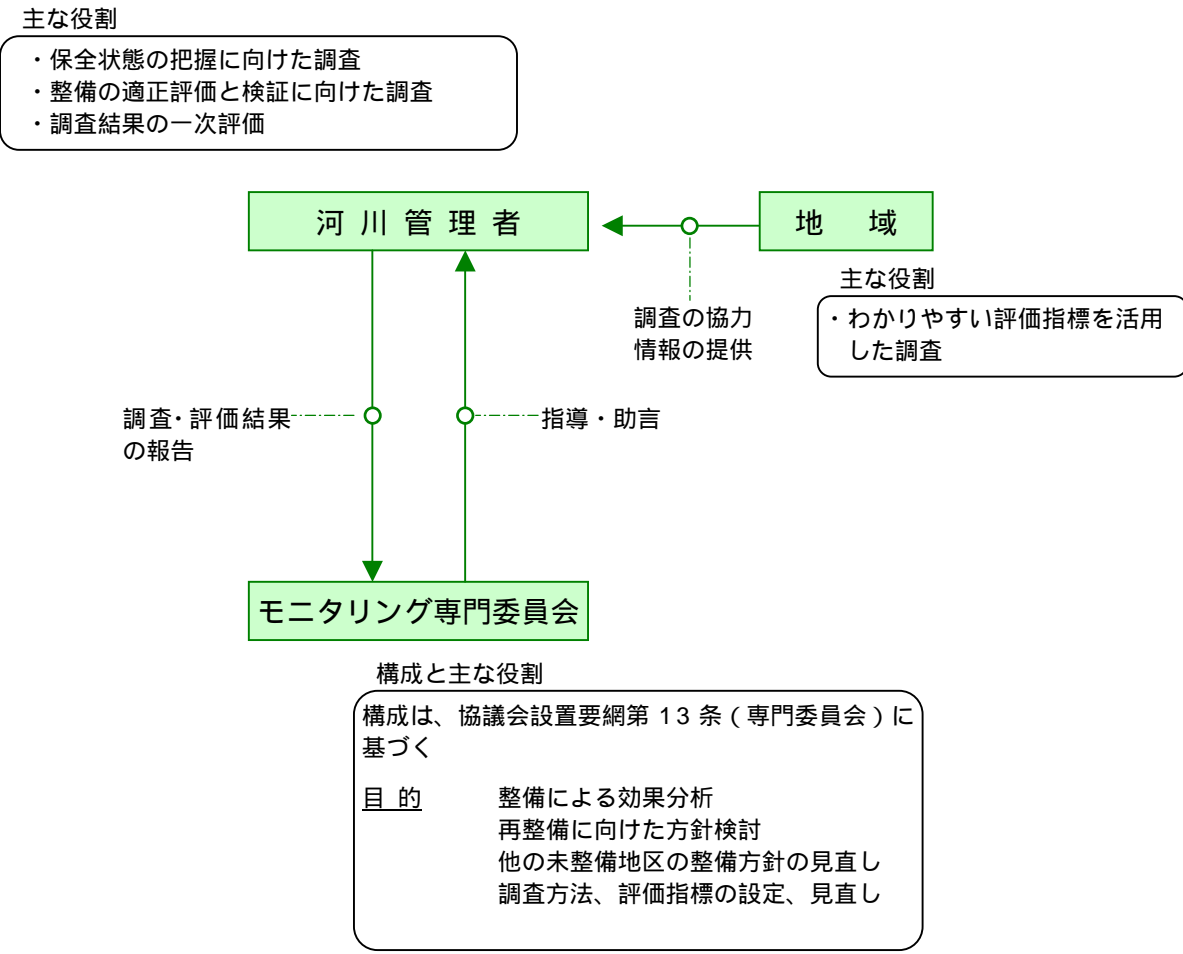 主な役割
・保全状態の把握に向けた調査
・整備の適正評価と検証に向けた調査
・調査結果の一次評価
河川管理者
地域
主な役割
・わかりやすい評価指標を活用
した調査
調査の協力
情報の提供
調査・評価結果
の報告
指導・助言
モニタリング専門委員会
構成と主な役割
構成は、協議会設置要綱第 13 条（専門委員会）に
基づく
目的 整備による効果分析
再整備に向けた方針検討
他の未整備地区の整備方針の見直し
調査方法、評価指標の設定、見直し